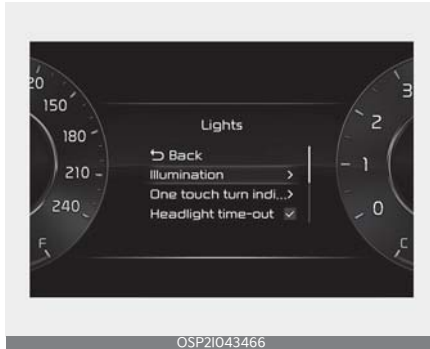 20
150
180
210
240
F
Lights
Back
Illumination >
One touch turn indi...>
Headlight time-out
3
2
1
0
C
OSP2I043466